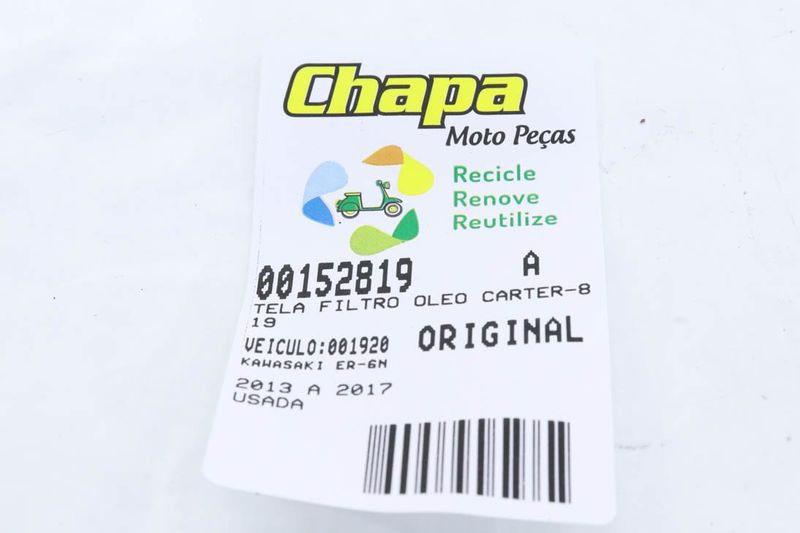 Chapa
Moto Peças
Recicle
Renove
Reutilize
00152819 A
TELA FILTRO OLEO CARTER-8
19
VEICULO:001920 ORIGINAL
KAWASAKI ER-6N
2013 A 2017
USADA